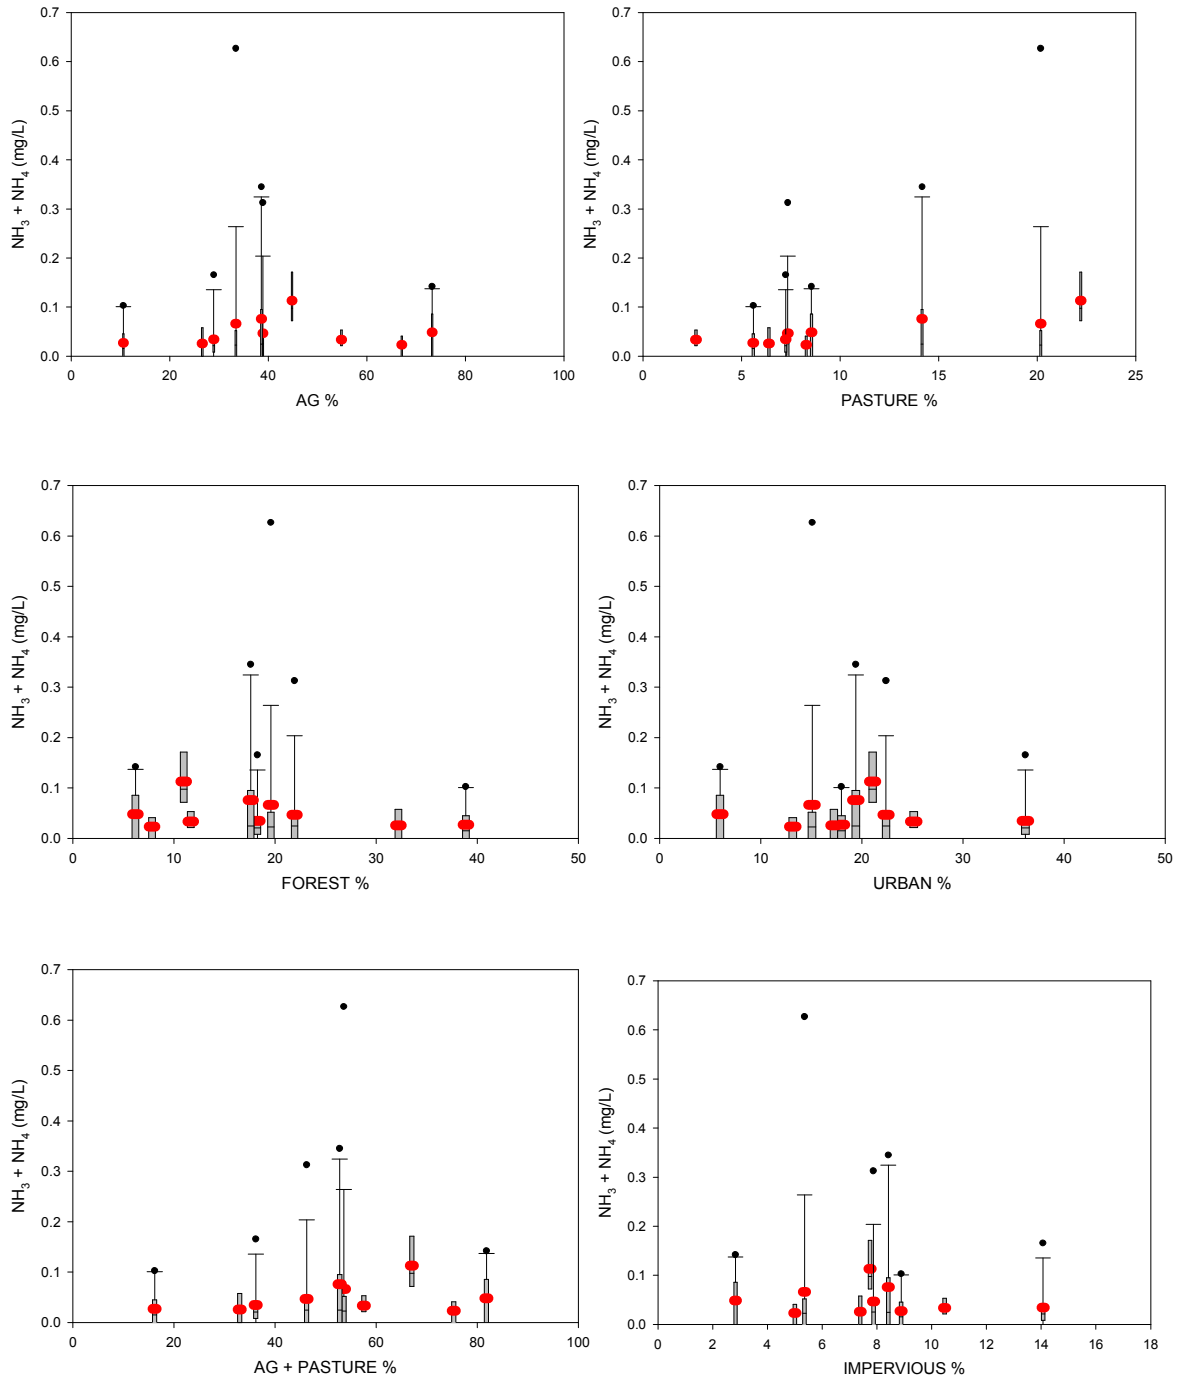 0.7
0.6
0.5
0.4
0.3
0.2
0.1
0.0
NH₃ + NH₄ (mg/L)
0 20 40 60 80 100
AG %
0.7
0.6
0.5
0.4
0.3
0.2
0.1
0.0
NH₃ + NH₄ (mg/L)
0 5 10 15 20 25
PASTURE %
0.7
0.6
0.5
0.4
0.3
0.2
0.1
0.0
NH₃ + NH₄ (mg/L)
0 10 20 30 40 50
FOREST %
0.7
0.6
0.5
0.4
0.3
0.2
0.1
0.0
NH₃ + NH₄ (mg/L)
0 10 20 30 40 50
URBAN %
0.7
0.6
0.5
0.4
0.3
0.2
0.1
0.0
NH₃ + NH₄ (mg/L)
0 20 40 60 80 100
AG + PASTURE %
0.7
0.6
0.5
0.4
0.3
0.2
0.1
0.0
NH₃ + NH₄ (mg/L)
0 2 4 6 8 10 12 14 16 18
IMPERVIOUS %